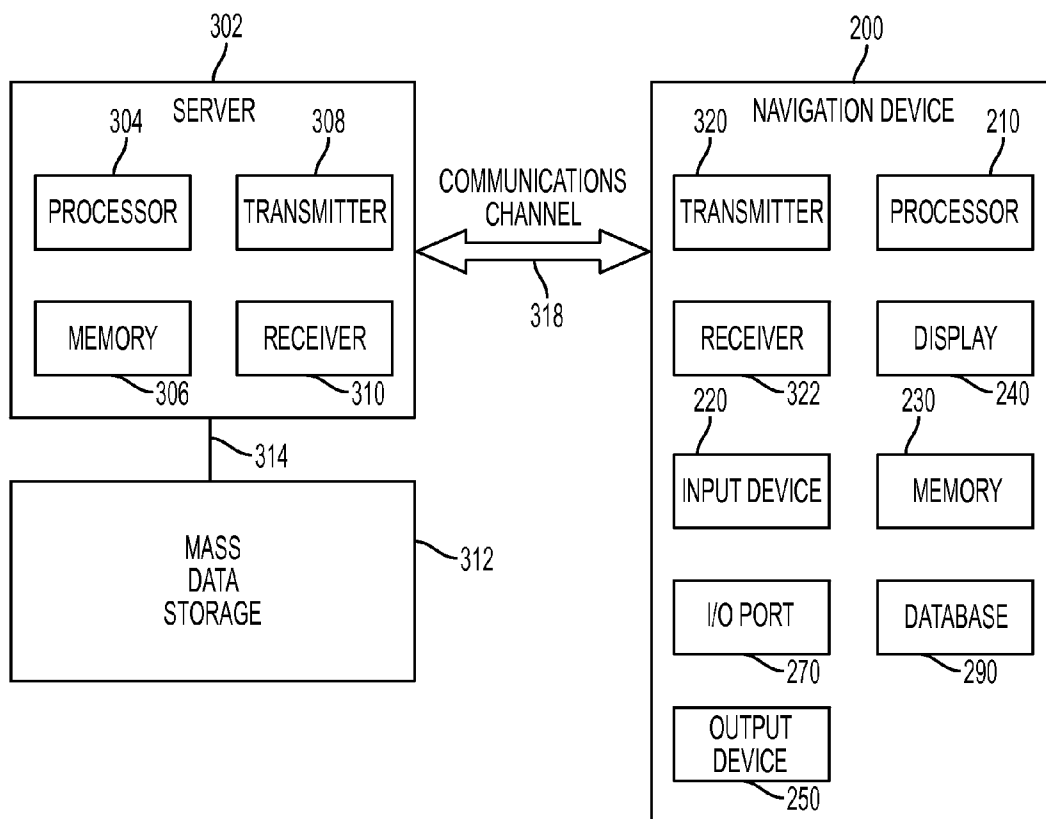 302
SERVER
304
308
PROCESSOR
TRANSMITTER
MEMORY
306
RECEIVER
310
314
MASS
DATA
STORAGE
312
COMMUNICATIONS
CHANNEL
318
200
NAVIGATION DEVICE
320
210
TRANSMITTER
PROCESSOR
RECEIVER
322
DISPLAY
240
220
230
INPUT DEVICE
MEMORY
I/O PORT
270
DATABASE
290
OUTPUT
DEVICE
250